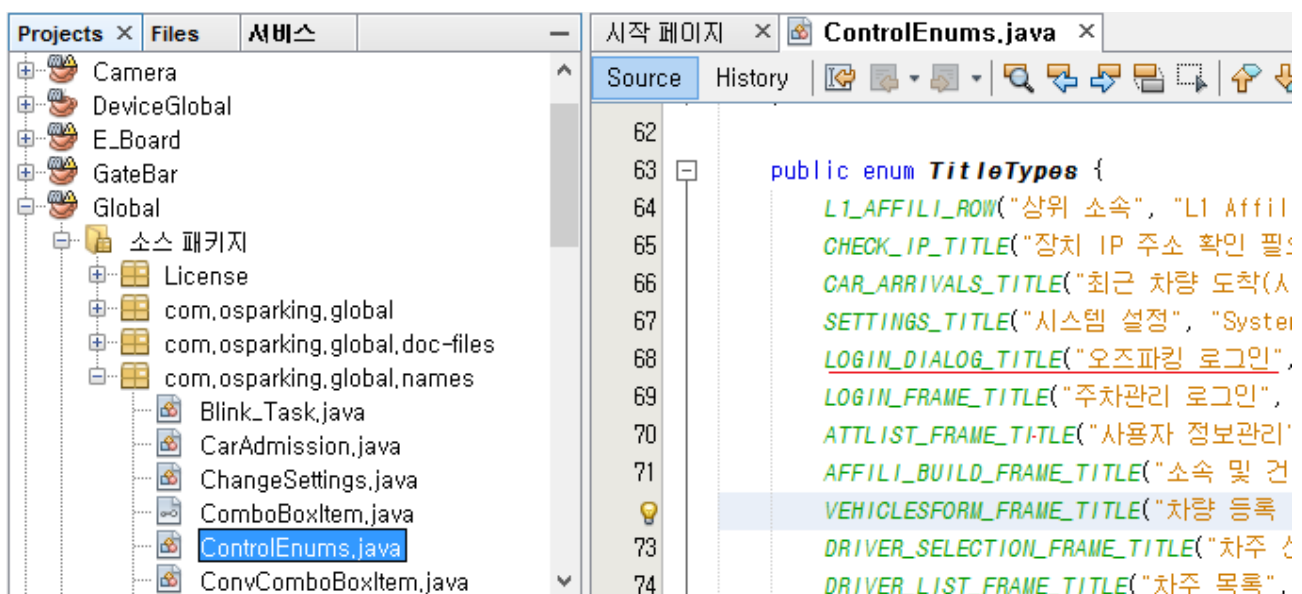 Projects × Files 서비스
Camera
DeviceGlobal
E_Board
GateBar
Global
소스 패키지
License
com.osparking.global
com.osparking.global.doc-files
com.osparking.global.names
Blink_Task.java
CarAdmission.java
ChangeSettings.java
ComboBoxItem.java
ControlEnums.java
ConvComboBoxItem.java
시작 페이지 × ControlEnums.java ×
Source History
62
63 public enum TitleTypes {
64 L1_AFFILI_ROW("상위 소속", "L1 Affil
65 CHECK_IP_TITLE("장치 IP 주소 확인
66 CAR_ARRIVALS_TITLE("최근 차량 도착(시
67 SETTINGS_TITLE("시스템 설정", "System
68 LOGIN_DIALOG_TITLE("오즈파킹 로그인",
69 LOGIN_FRAME_TITLE("주차관리 로그인",
70 ATTLIST_FRAME_TITLE("사용자 정보관리"
71 AFFILI_BUILD_FRAME_TITLE("소속 및 건
VEHICLESFORM_FRAME_TITLE("차량 등록
73 DRIVER_SELECTION_FRAME_TITLE("차주
74 DRIVER_LIST_FRAME_TITLE("차주 목록",